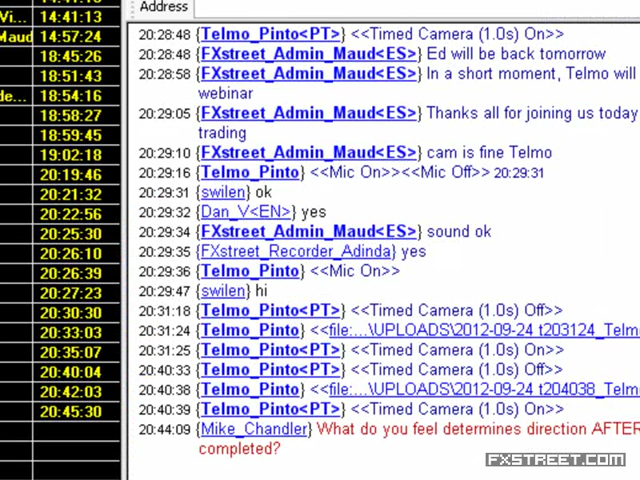 Address
Vi... 14:41:13
Maud 14:57:24
18:45:26
18:51:43
de... 18:54:16
18:58:27
18:59:45
19:02:18
20:19:46
20:21:32
20:22:56
20:25:30
20:26:10
20:26:39
20:27:23
20:30:30
20:33:03
20:35:07
20:40:04
20:42:03
20:45:30
20:28:48 {Telmo_Pinto<PT>} <<Timed Camera (1.0s) On>>
20:28:48 {FXstreet_Admin_Maud<ES>} Ed will be back tomorrow
20:28:58 {FXstreet_Admin_Maud<ES>} In a short moment, Telmo will
webinar
20:29:05 {FXstreet_Admin_Maud<ES>} Thanks all for joining us today
trading
20:29:10 {FXstreet_Admin_Maud<ES>} cam is fine Telmo
20:29:16 {Telmo_Pinto} <<Mic On>><<Mic Off>> 20:29:31
20:29:31 {swilen} ok
20:29:32 {Dan_V<EN>} yes
20:29:34 {FXstreet_Admin_Maud<ES>} sound ok
20:29:35 {FXstreet_Recorder_Adinda} yes
20:29:36 {Telmo_Pinto} <<Mic On>>
20:29:47 {swilen} hi
20:31:18 {Telmo_Pinto<PT>} <<Timed Camera (1.0s) Off>>
20:31:24 {Telmo_Pinto} <<file:...\UPLOADS\2012-09-24 t203124_Telmo
20:31:25 {Telmo_Pinto<PT>} <<Timed Camera (1.0s) On>>
20:40:33 {Telmo_Pinto<PT>} <<Timed Camera (1.0s) Off>>
20:40:38 {Telmo_Pinto} <<file:...\UPLOADS\2012-09-24 t204038_Telmo
20:40:39 {Telmo_Pinto<PT>} <<Timed Camera (1.0s) On>>
20:44:09 {Mike_Chandler} What do you feel determines direction AFTER
completed?
FXSTREET.COM